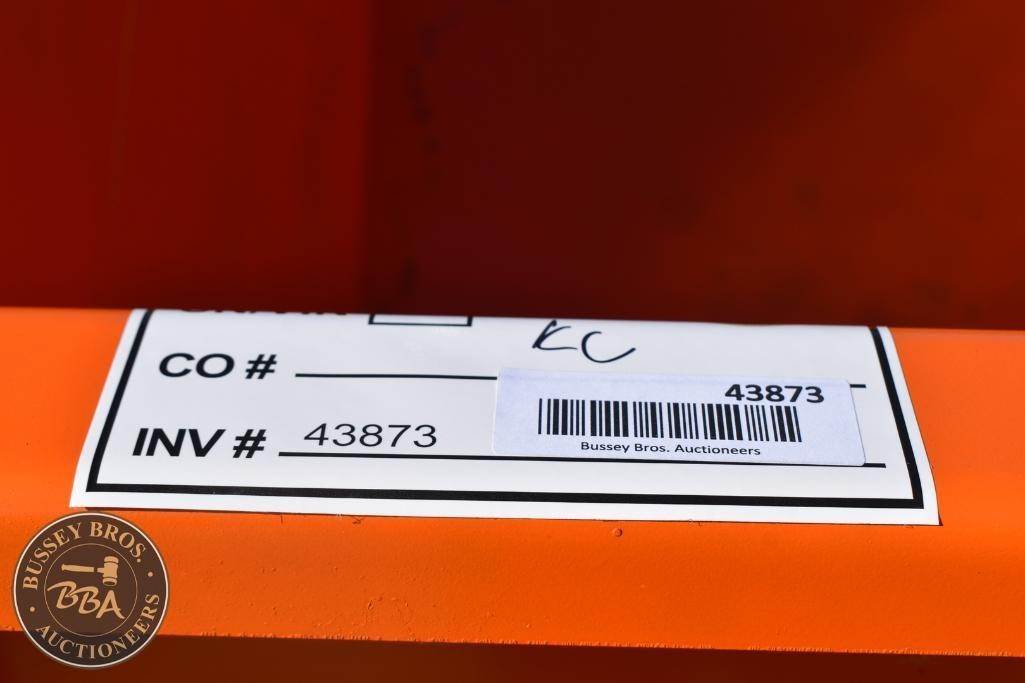 KC
CO #
43873
INV # 43873
Bussey Bros. Auctioneers
BUSSEY BROS.
BBA
AUCTIONEERS